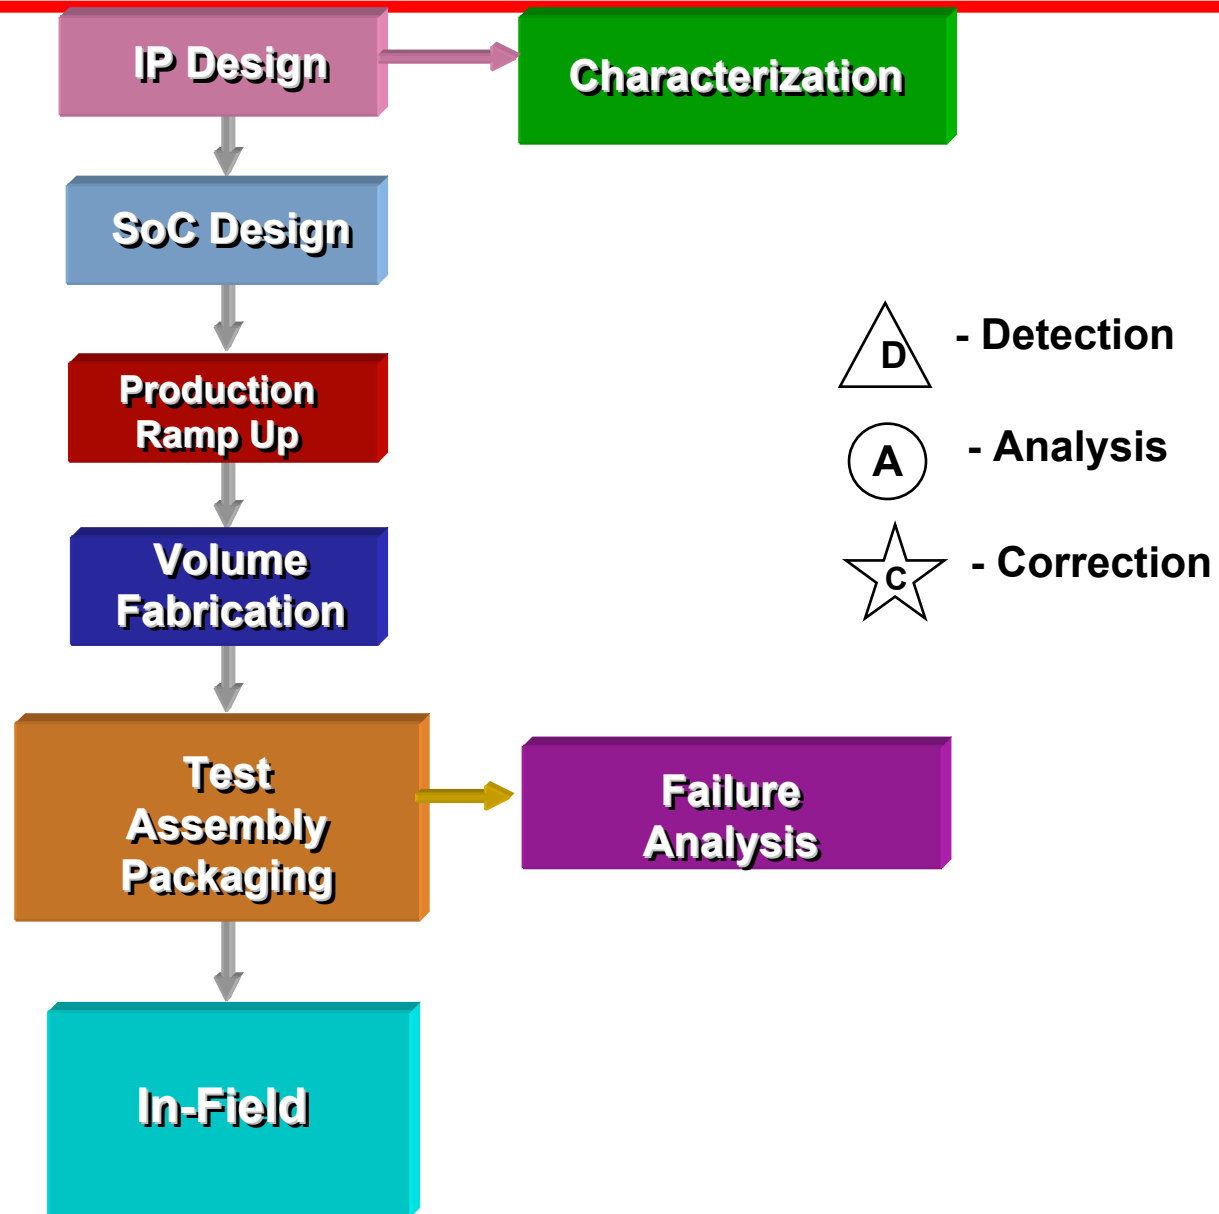 IP Design
Characterization
SoC Design
Production
Ramp Up
Volume
Fabrication
Test
Assembly
Packaging
Failure
Analysis
In-Field
D - Detection
A - Analysis
C - Correction